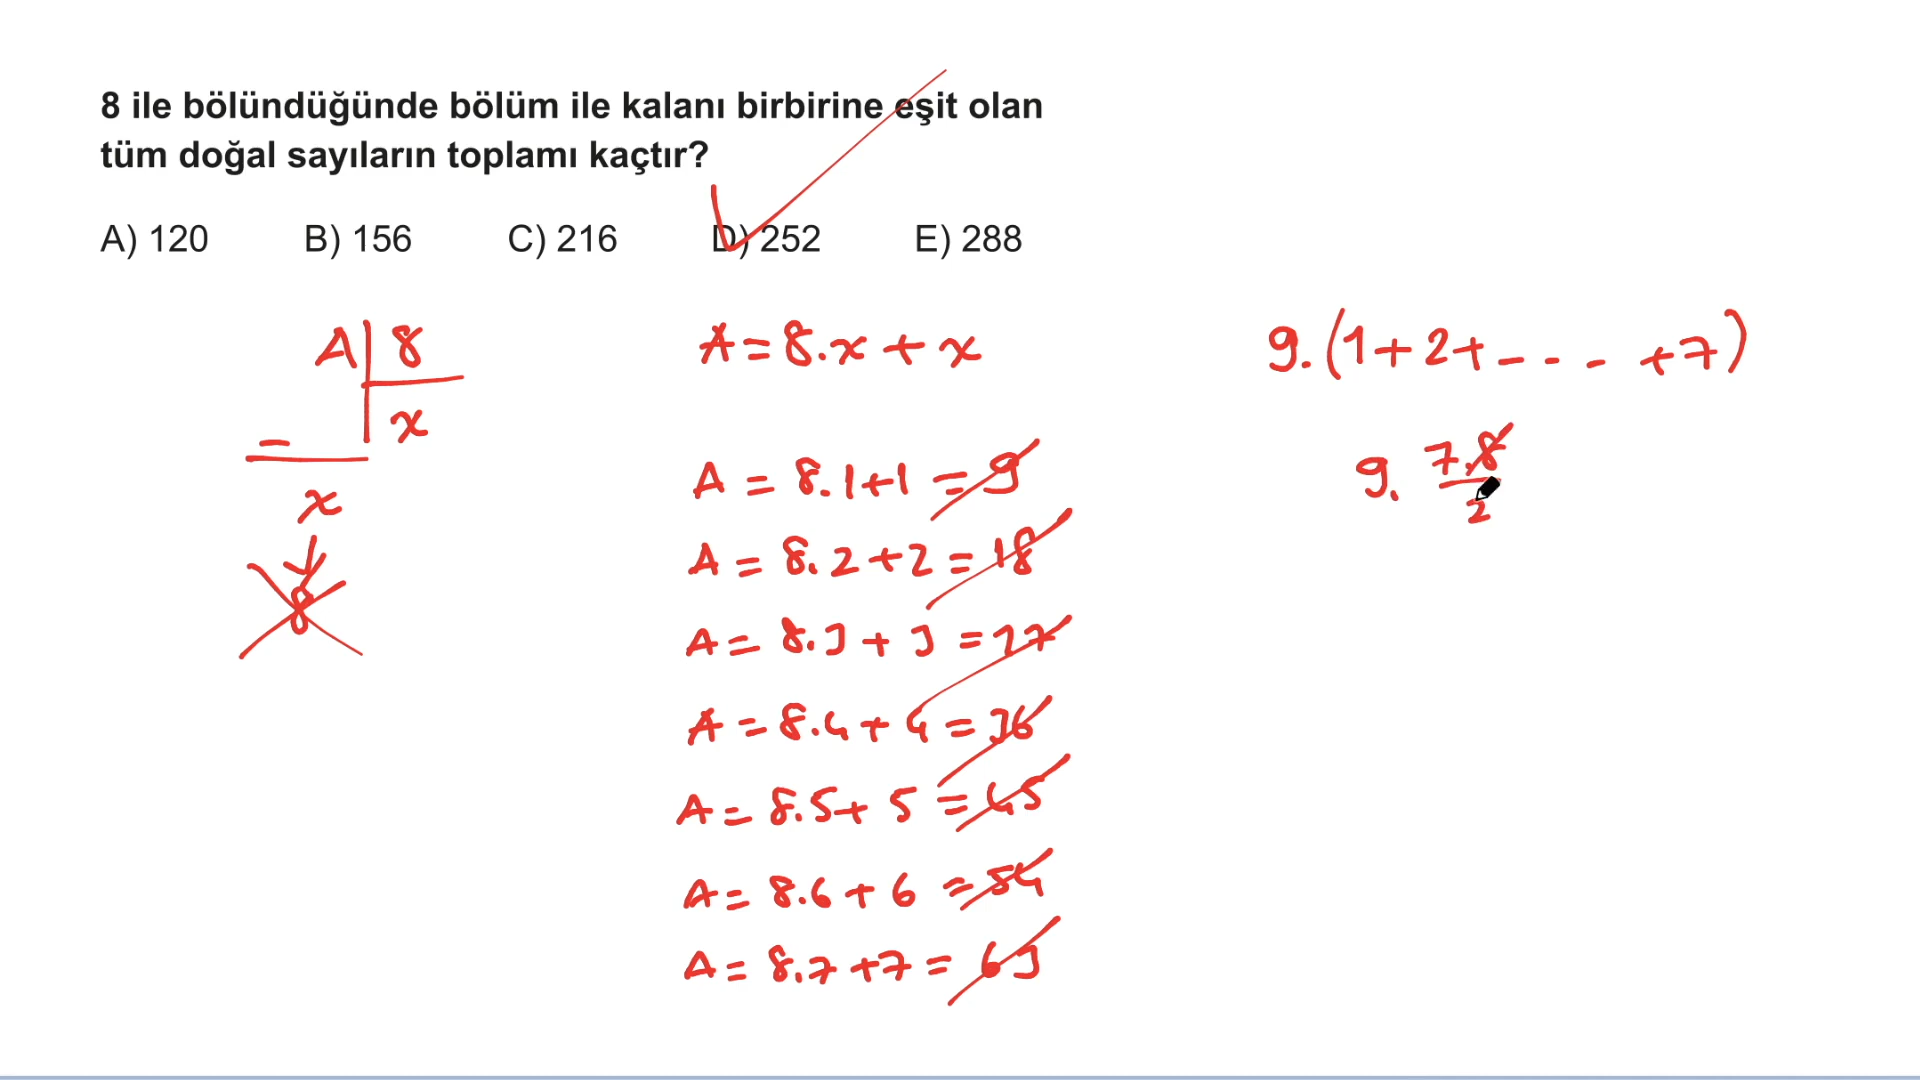 8 ile bölündüğünde bölüm ile kalanı birbirine eşit olan
tüm doğal sayıların toplamı kaçtır?
A) 120 B) 156 C) 216 D) 252 E) 288
A 8
x
-
x
8
A = 8.x + x
A = 8.1+1 = 9
A = 8.2+2 = 18
A = 8.3+3 = 27
A = 8.4+4 = 36
A = 8.5+5 = 45
A = 8.6+6 = 54
A = 8.7+7 = 63
9.(1+2+---- +7)
9. 7.8
2